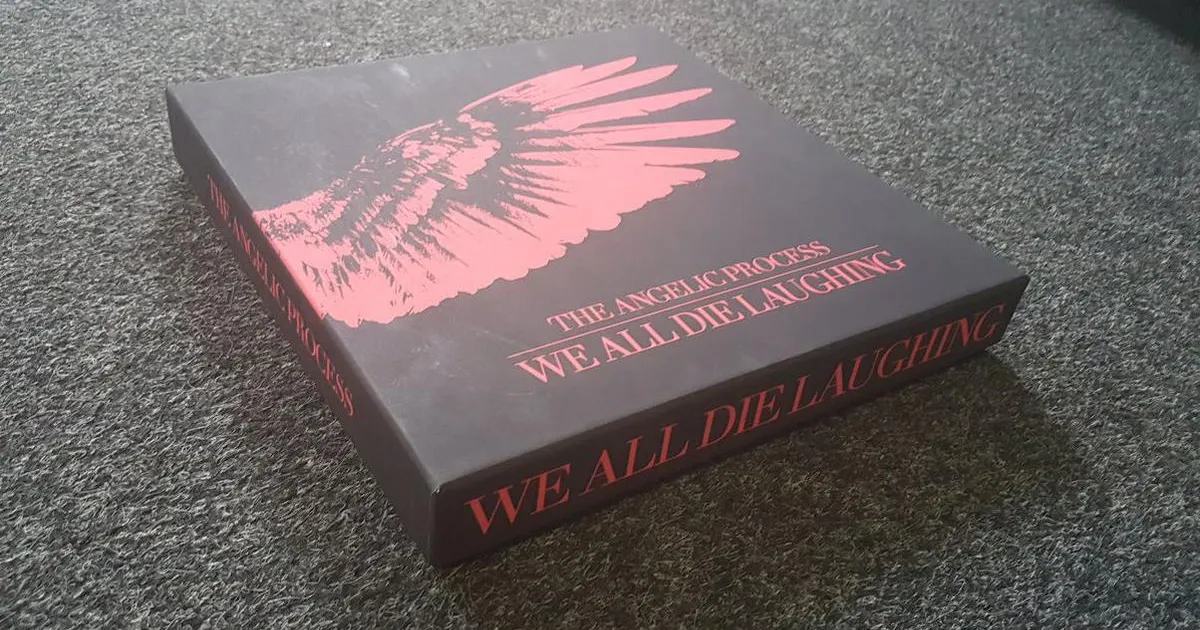 THE ANGELIC PROCESS
WE ALL DIE LAUGHING
THE ANGELIC PROCESS
WE ALL DIE LAUGHING